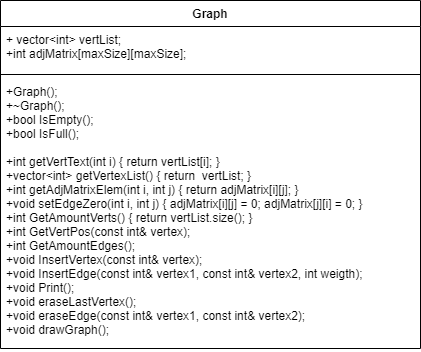 Graph
+ vector<int> vertList;
+int adjMatrix[maxSize][maxSize];
+Graph();
+~Graph();
+bool IsEmpty();
+bool IsFull();
+int getVertText(int i) { return vertList[i]; }
+vector<int> getVertexList() { return  vertList; }
+int getAdjMatrixElem(int i, int j) { return adjMatrix[i][j]; }
+void setEdgeZero(int i, int j) { adjMatrix[i][j] = 0; adjMatrix[j][i] = 0; }
+int GetAmountVerts() { return vertList.size(); }
+int GetVertPos(const int& vertex);
+int GetAmountEdges();
+void InsertVertex(const int& vertex);
+void InsertEdge(const int& vertex1, const int& vertex2, int weigth);
+void Print();
+void eraseLastVertex();
+void eraseEdge(const int& vertex1, const int& vertex2);
+void drawGraph();